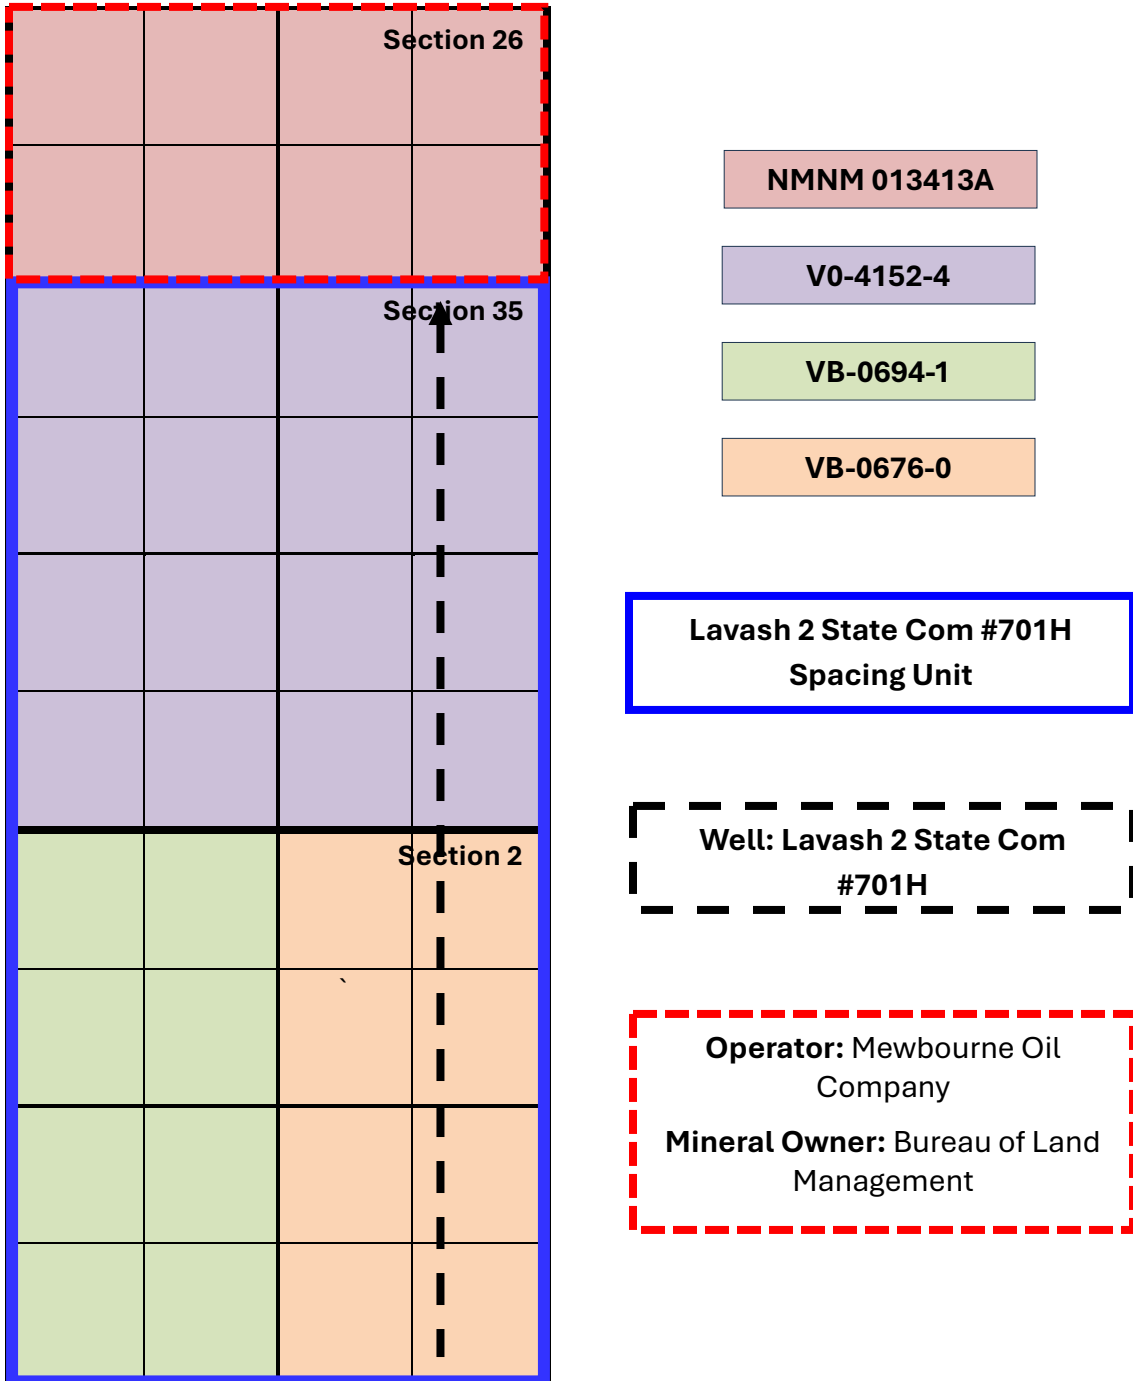 Section 26
Section 35
Section 2
`
NMNM 013413A
V0-4152-4
VB-0694-1
VB-0676-0
Lavash 2 State Com #701H
Spacing Unit
Well: Lavash 2 State Com
#701H
Operator: Mewbourne Oil
Company
Mineral Owner: Bureau of Land
Management